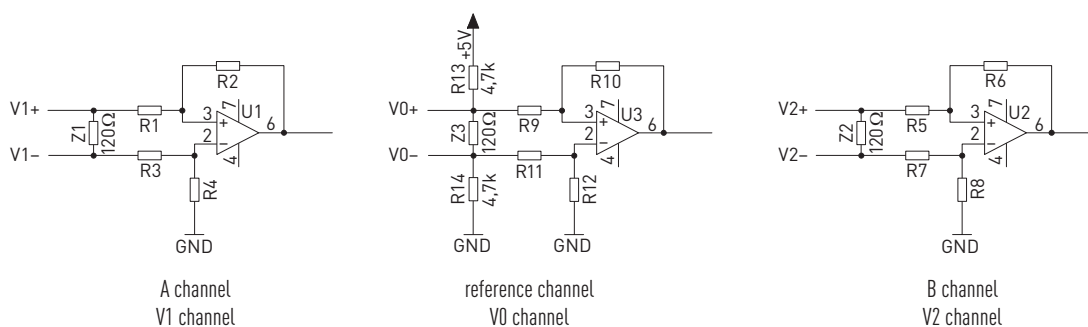 V1+
V1−
Z1
120Ω
R1
R3
R2
R4
3
2
7
4
6
U1
GND
A channel
V1 channel
+5V
R13
4,7k
V0+
V0−
Z3
120Ω
R14
4,7k
GND
R9
R11
R10
R12
3
2
7
4
6
U3
GND
reference channel
V0 channel
V2+
V2−
Z2
120Ω
R5
R7
R6
R8
3
2
7
4
6
U2
GND
B channel
V2 channel